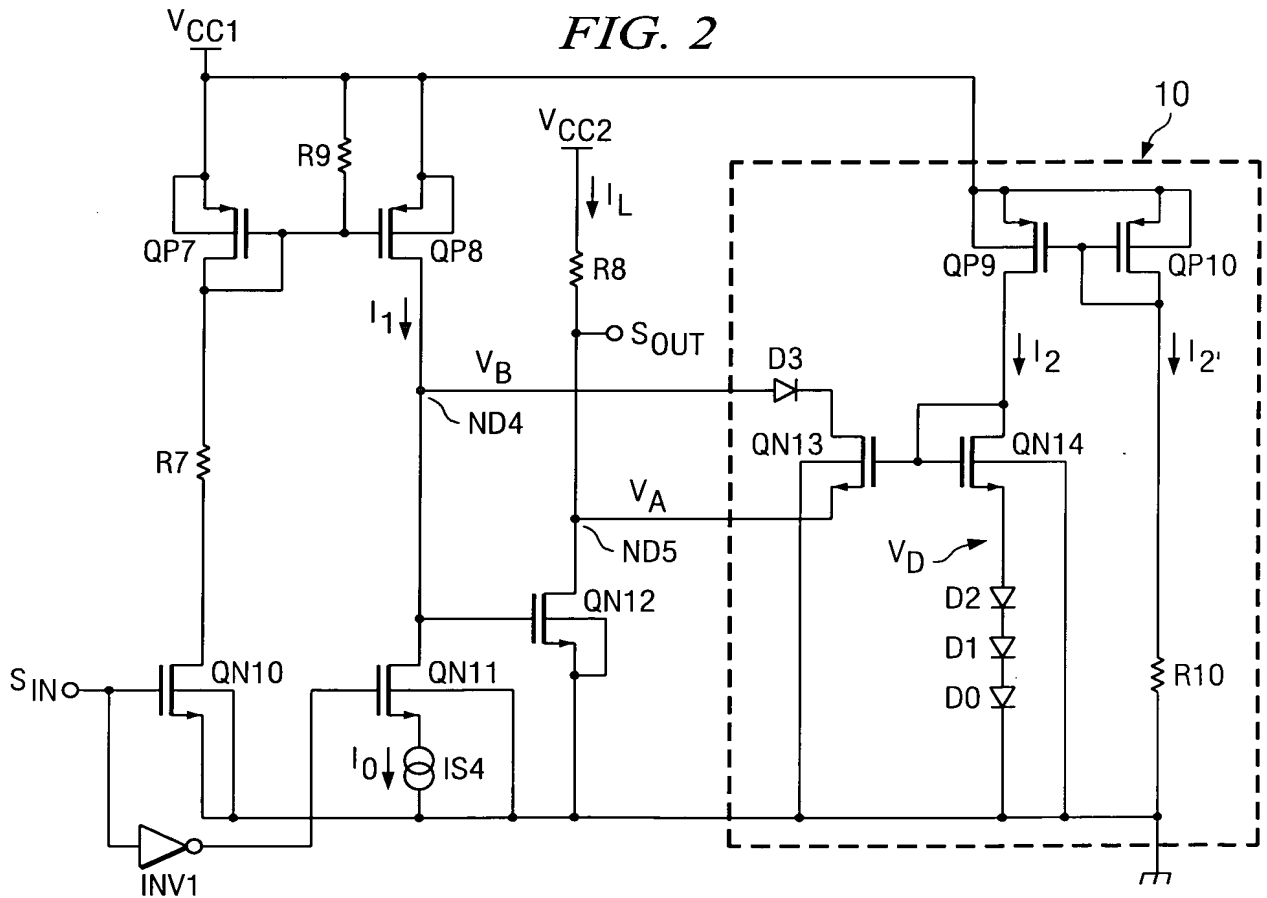 FIG. 2
VCC1
10
VCC2
R9
IL
QP7
QP8
R8
QP9
QP10
I1
SOUT
I2
I2'
D3
VB
ND4
QN13
QN14
R7
VA
ND5
VD
QN12
D2
D1
SIN
QN10
QN11
D0
R10
I0
IS4
INV1